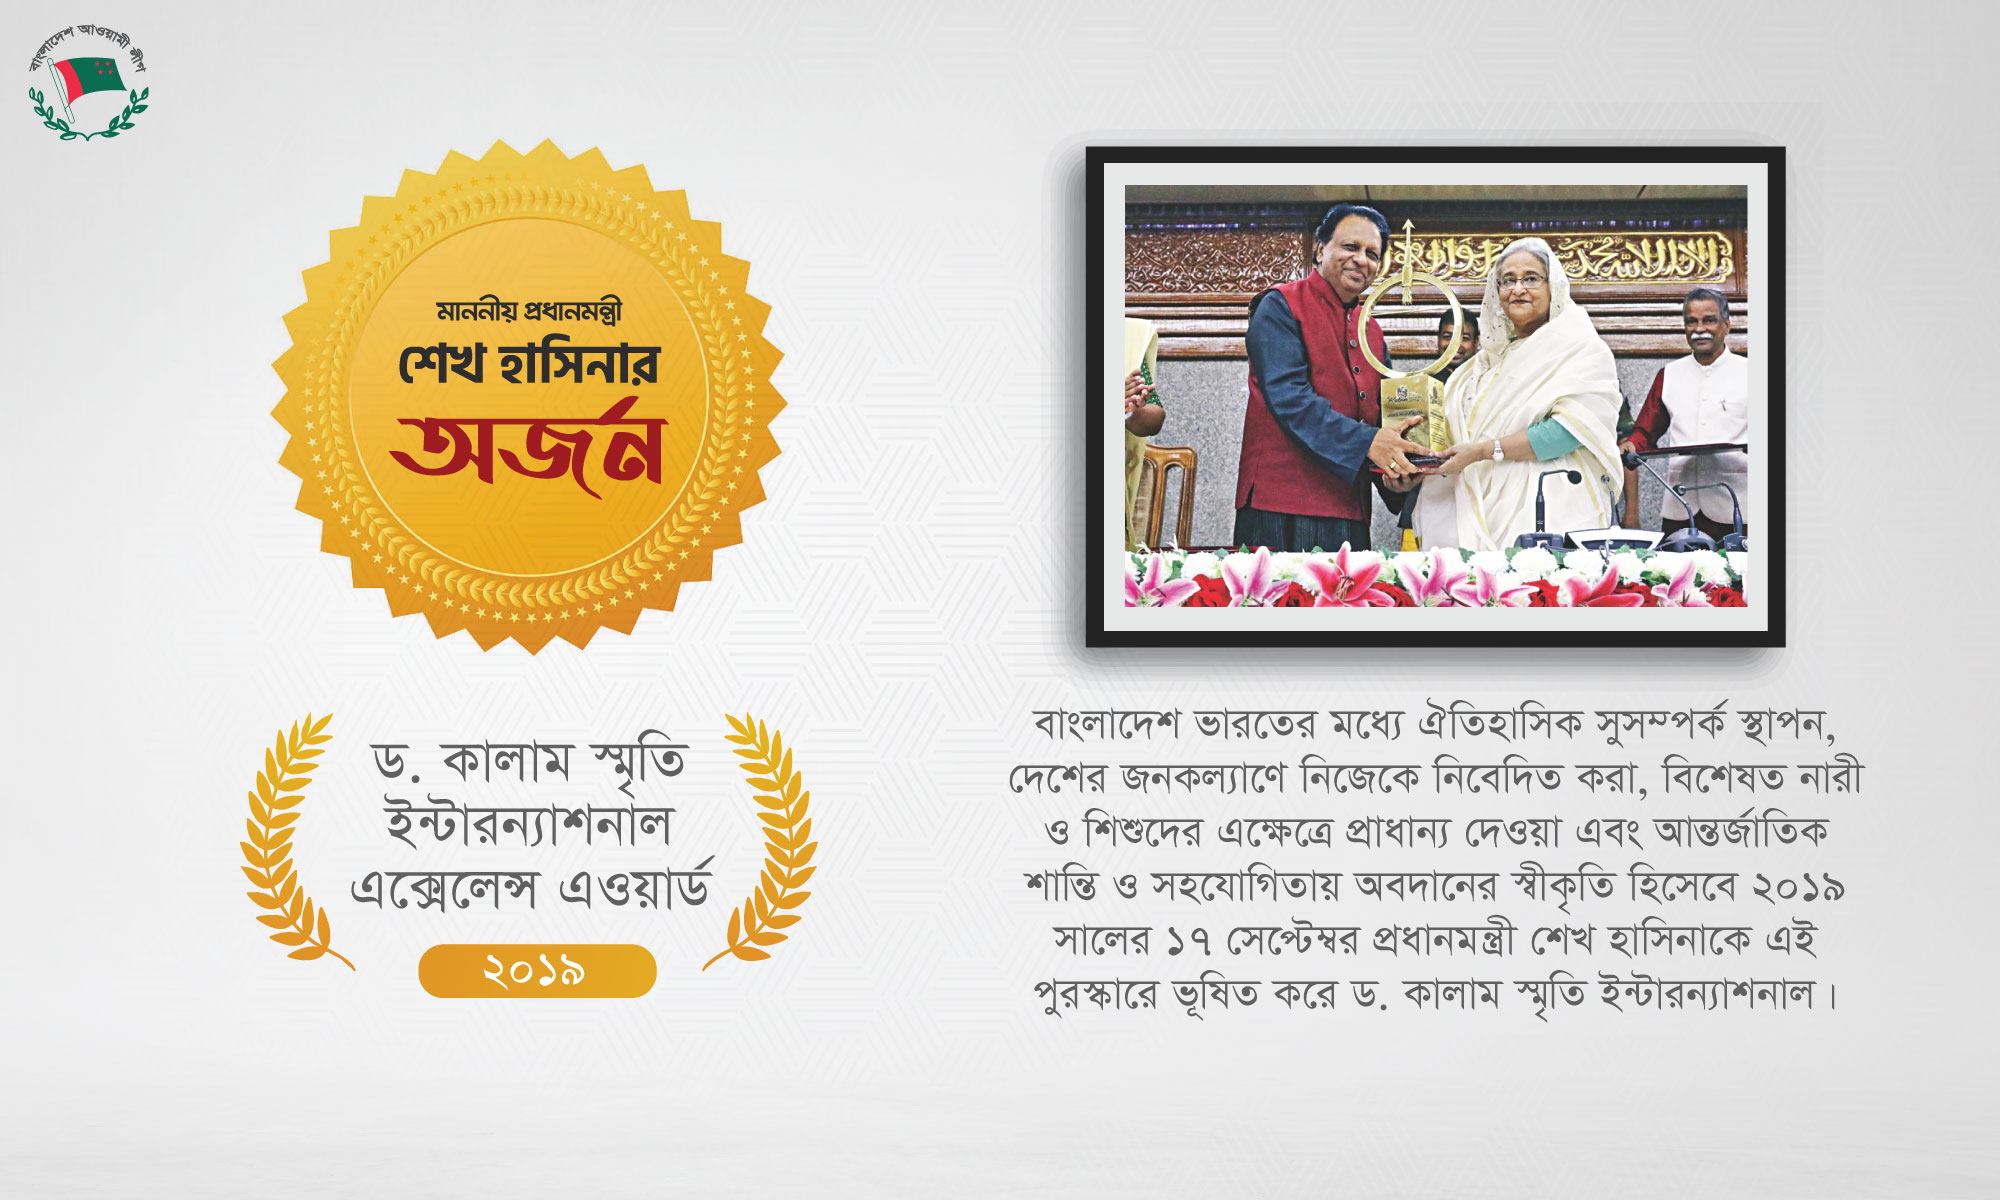 বাংলাদেশ আওয়ামী লীগ
মাননীয় প্রধানমন্ত্রী
শেখ হাসিনার
অর্জন
ড. কালাম স্মৃতি
ইন্টারন্যাশনাল
এক্সেলেন্স এওয়ার্ড
২০১৯
বাংলাদেশ ভারতের মধ্যে ঐতিহাসিক সুসম্পর্ক স্থাপন,
দেশের জনকল্যাণে নিজেকে নিবেদিত করা, বিশেষত নারী
ও শিশুদের এক্ষেত্রে প্রাধান্য দেওয়া এবং আন্তর্জাতিক
শান্তি ও সহযোগিতায় অবদানের স্বীকৃতি হিসেবে ২০১৯
সালের ১৭ সেপ্টেম্বর প্রধানমন্ত্রী শেখ হাসিনাকে এই
পুরস্কারে ভূষিত করে ড. কালাম স্মৃতি ইন্টারন্যাশনাল।